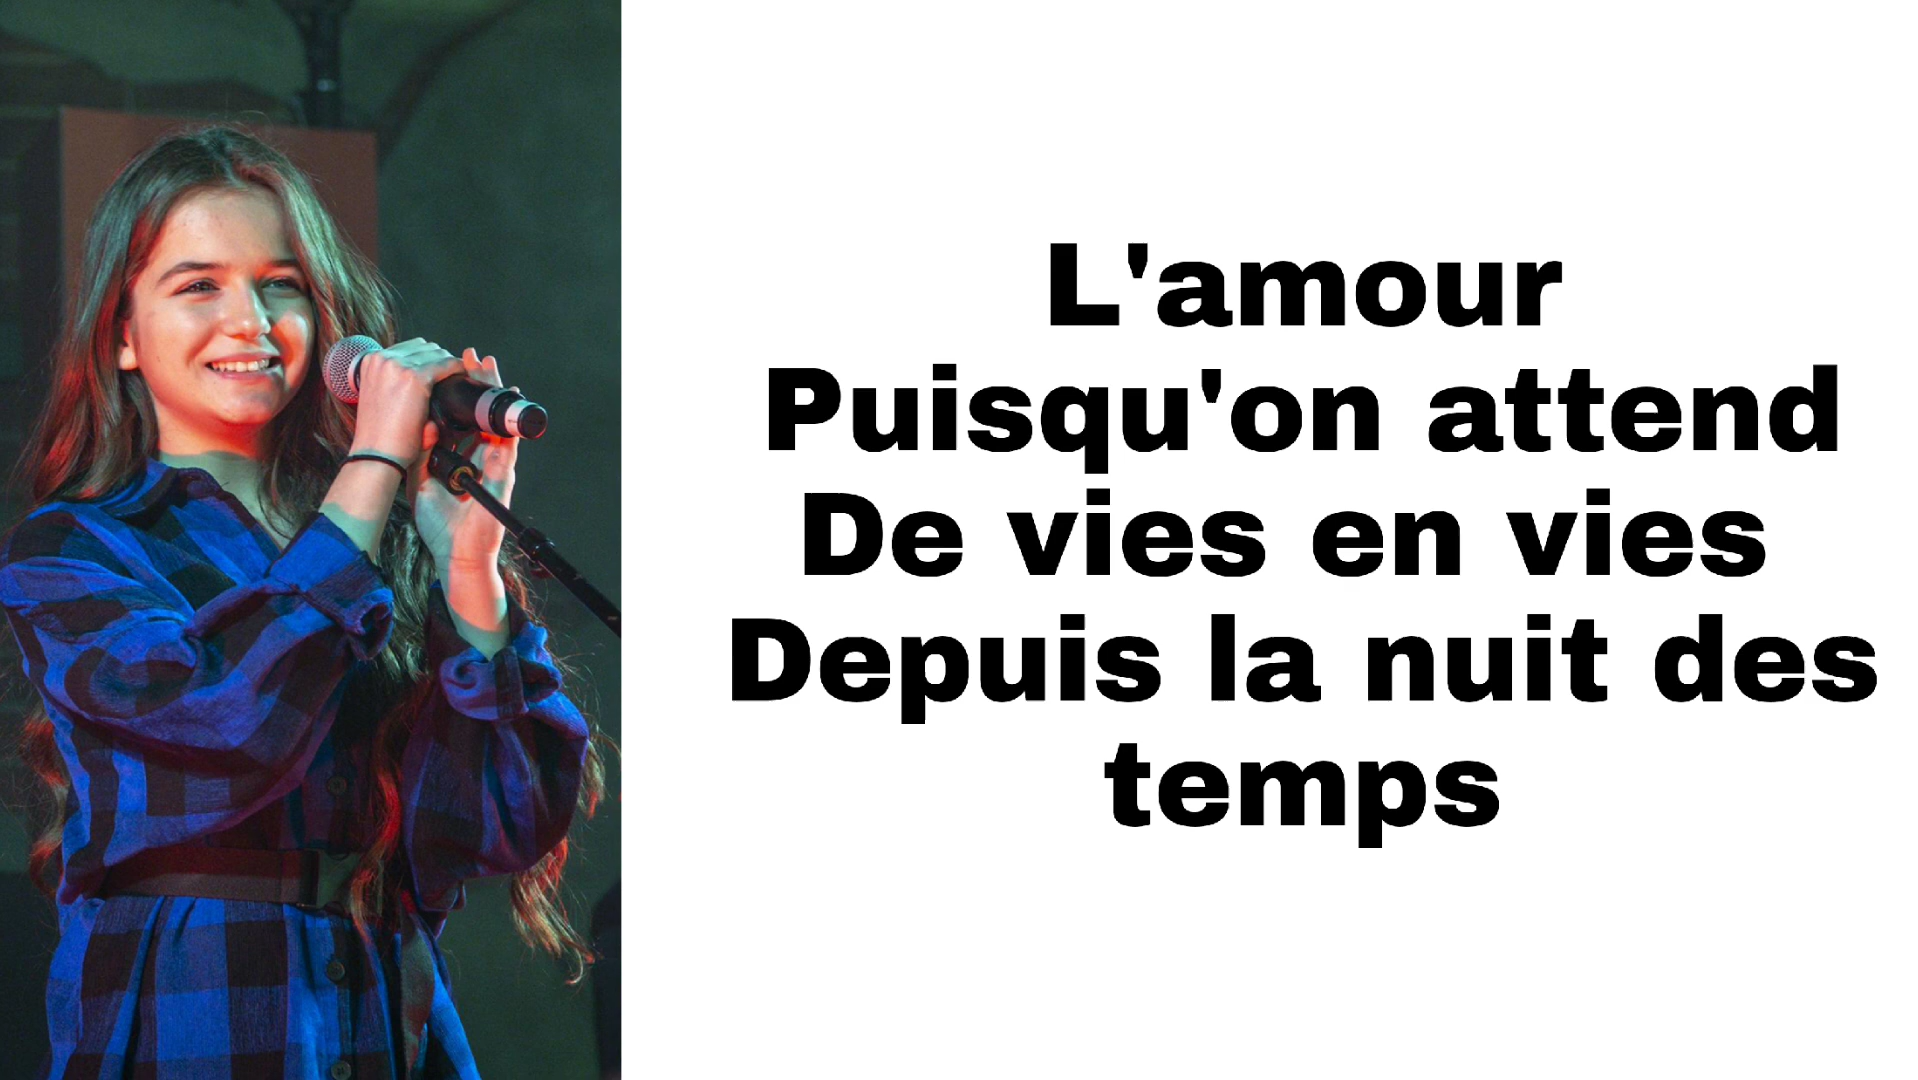 L'amour
Puisqu'on attend
De vies en vies
Depuis la nuit des
temps